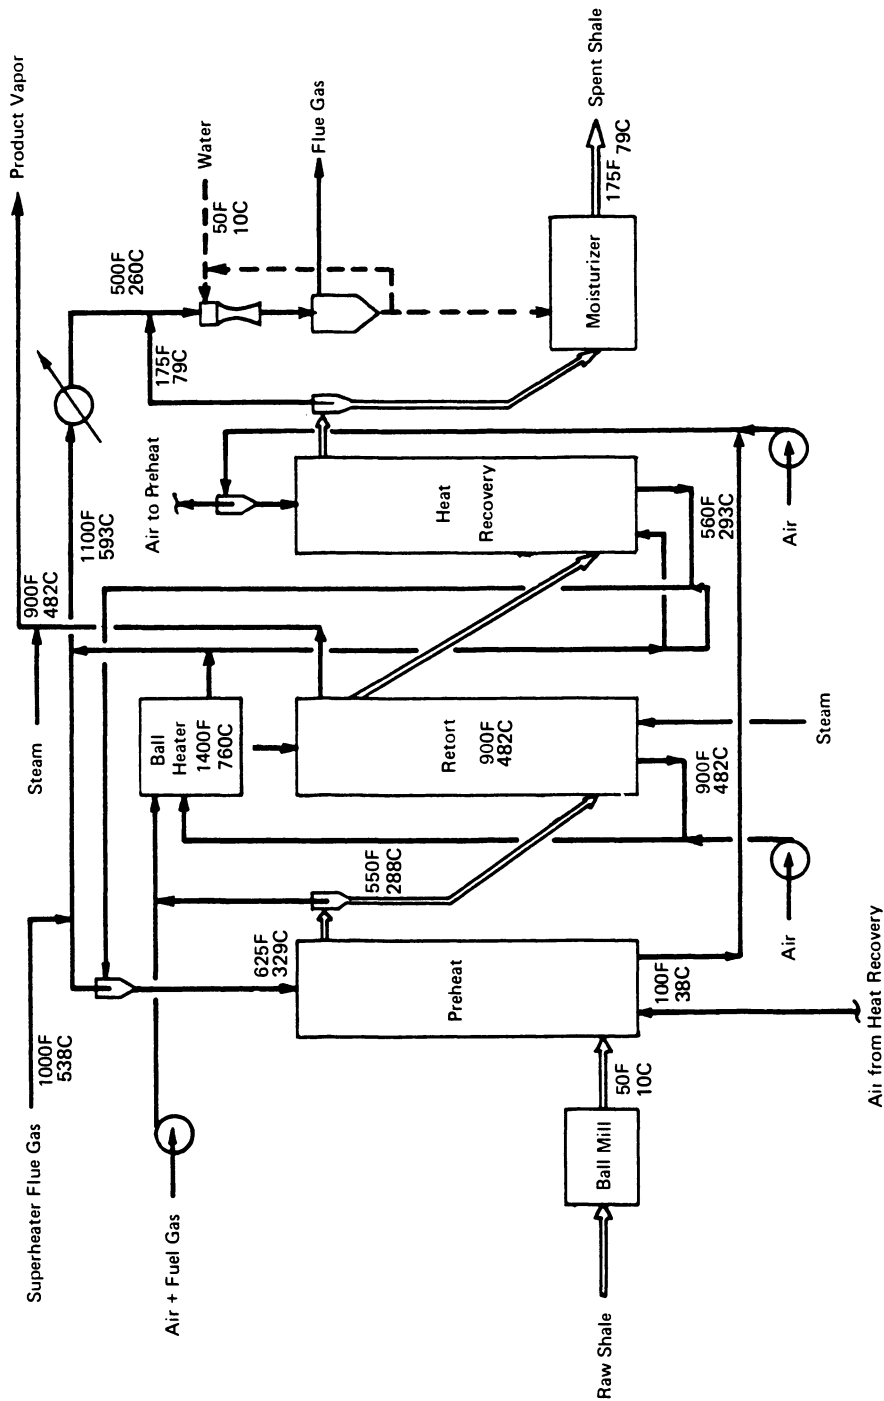 Superheater Flue Gas
1000F
538C
Air + Fuel Gas
Raw Shale
Ball Mill
50F
10C
Preheat
100F
38C
Air from Heat Recovery
625F
329C
550F
288C
Air
Steam
900F
482C
Ball
Heater
1400F
760C
Retort
900F
482C
900F
482C
Steam
Product Vapor
1100F
593C
Air to Preheat
Heat
Recovery
560F
293C
Air
175F
79C
500F
260C
Water
50F
10C
Flue Gas
Moisturizer
175F
79C
Spent Shale